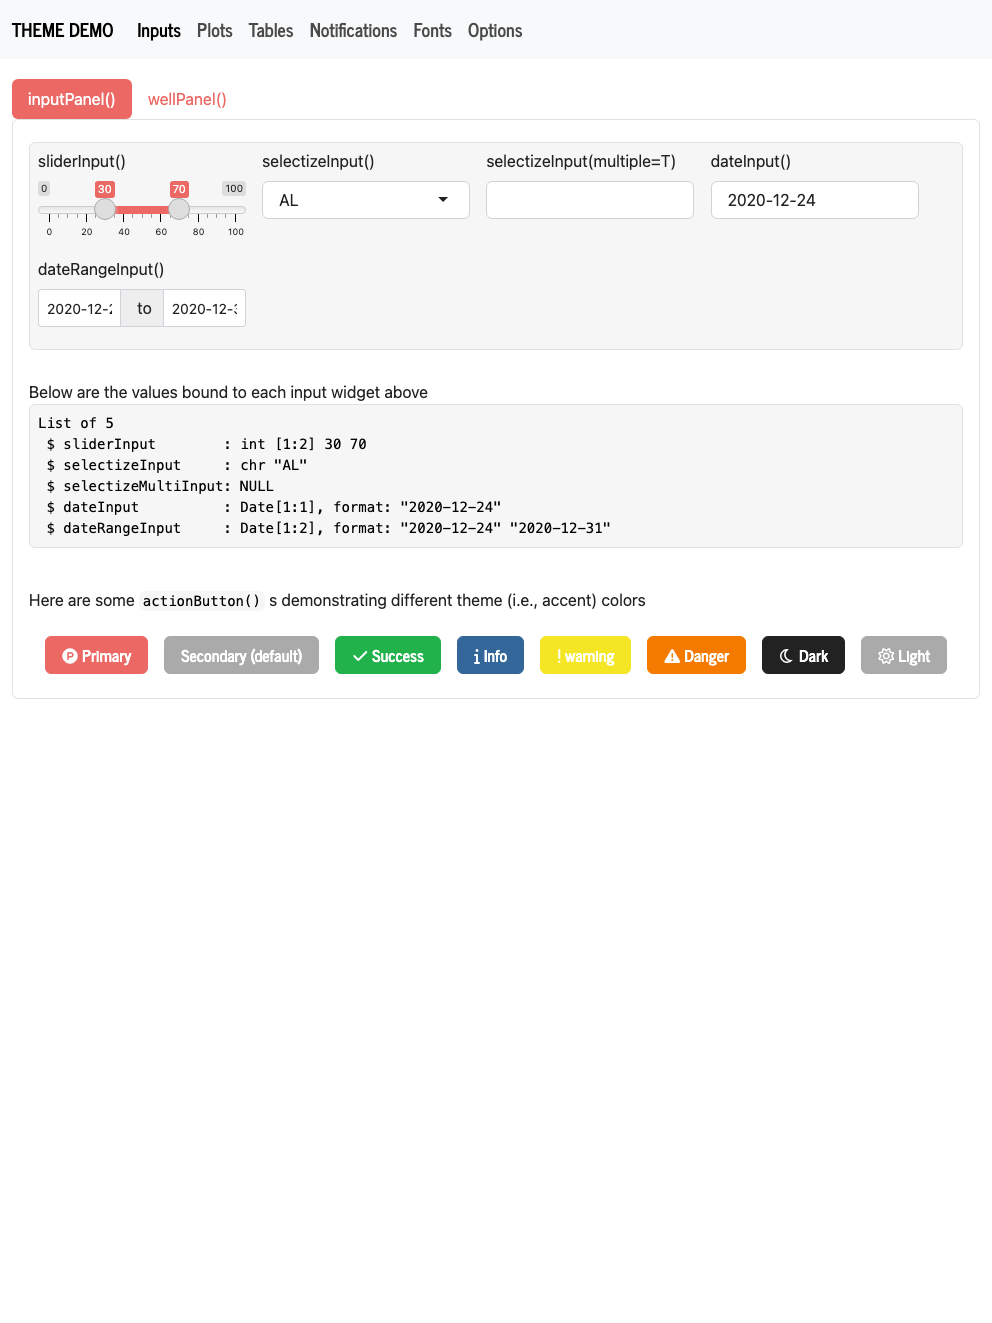 THEME DEMO Inputs Plots Tables Notifications Fonts Options
inputPanel() wellPanel()
sliderInput() selectizeInput() selectizeInput(multiple=T) dateInput()
0 30 70 100
AL 2020-12-24
0 20 40 60 80 100
dateRangeInput()
2020-12-2 to 2020-12-3
Below are the values bound to each input widget above
List of 5
 $ sliderInput        : int [1:2] 30 70
 $ selectizeInput     : chr "AL"
 $ selectizeMultiInput: NULL
 $ dateInput          : Date[1:1], format: "2020-12-24"
 $ dateRangeInput     : Date[1:2], format: "2020-12-24" "2020-12-31"
Here are some actionButton() s demonstrating different theme (i.e., accent) colors
Primary Secondary (default) Success Info warning Danger Dark Light